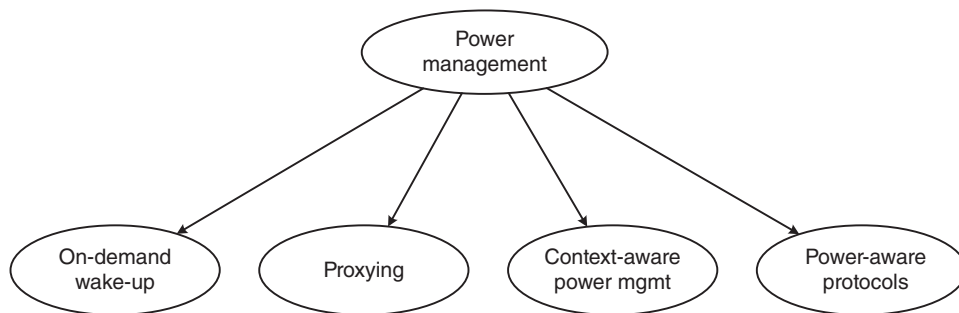 Power
management
On-demand
wake-up
Proxying
Context-aware
power mgmt
Power-aware
protocols